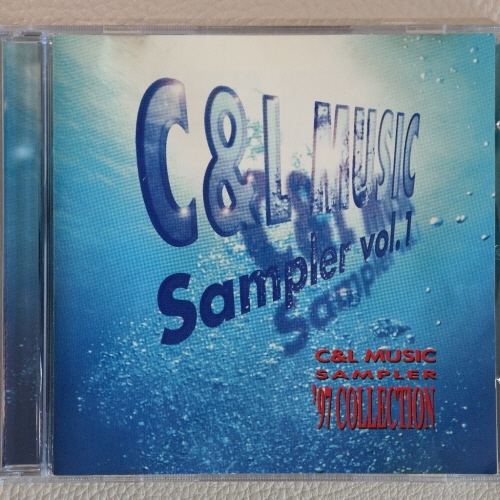 C&L MUSIC
Sampler vol.1
C&L MUSIC
SAMPLER
'97 COLLECTION